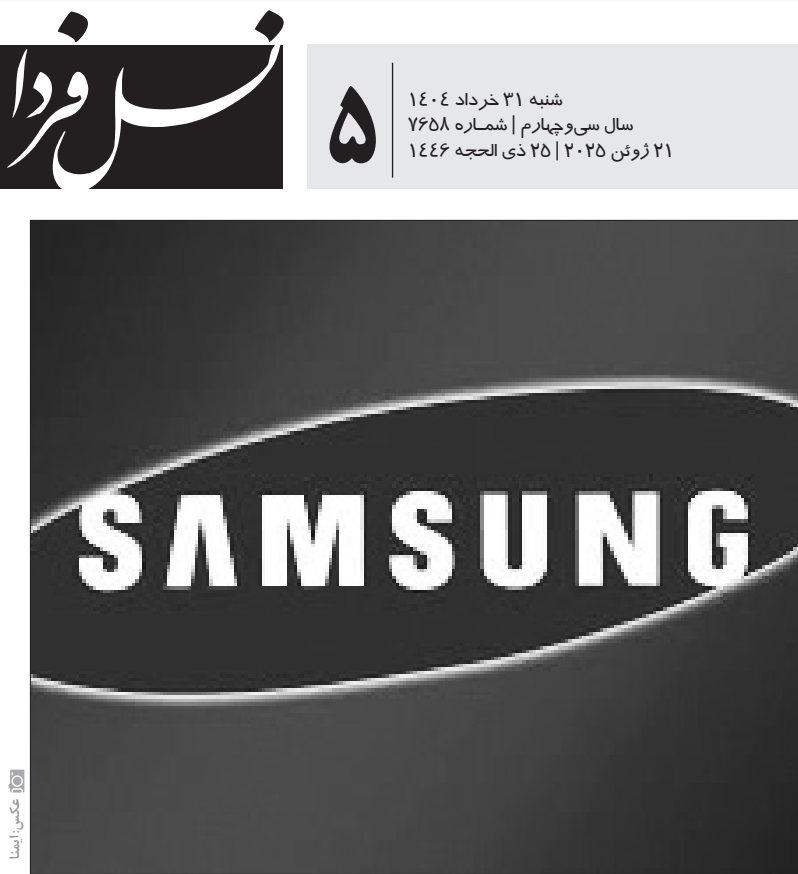 نسل فردا
۵
شنبه ۳۱ خرداد ۱۴۰۴
سال سی‌وچهارم | شمـاره ۷۶۵۸
۲۱ ژوئن ۲۰۲۵ | ۲۵ ذی الحجه ۱۴۴۶
SAMSUNG
عکس: ایمنا